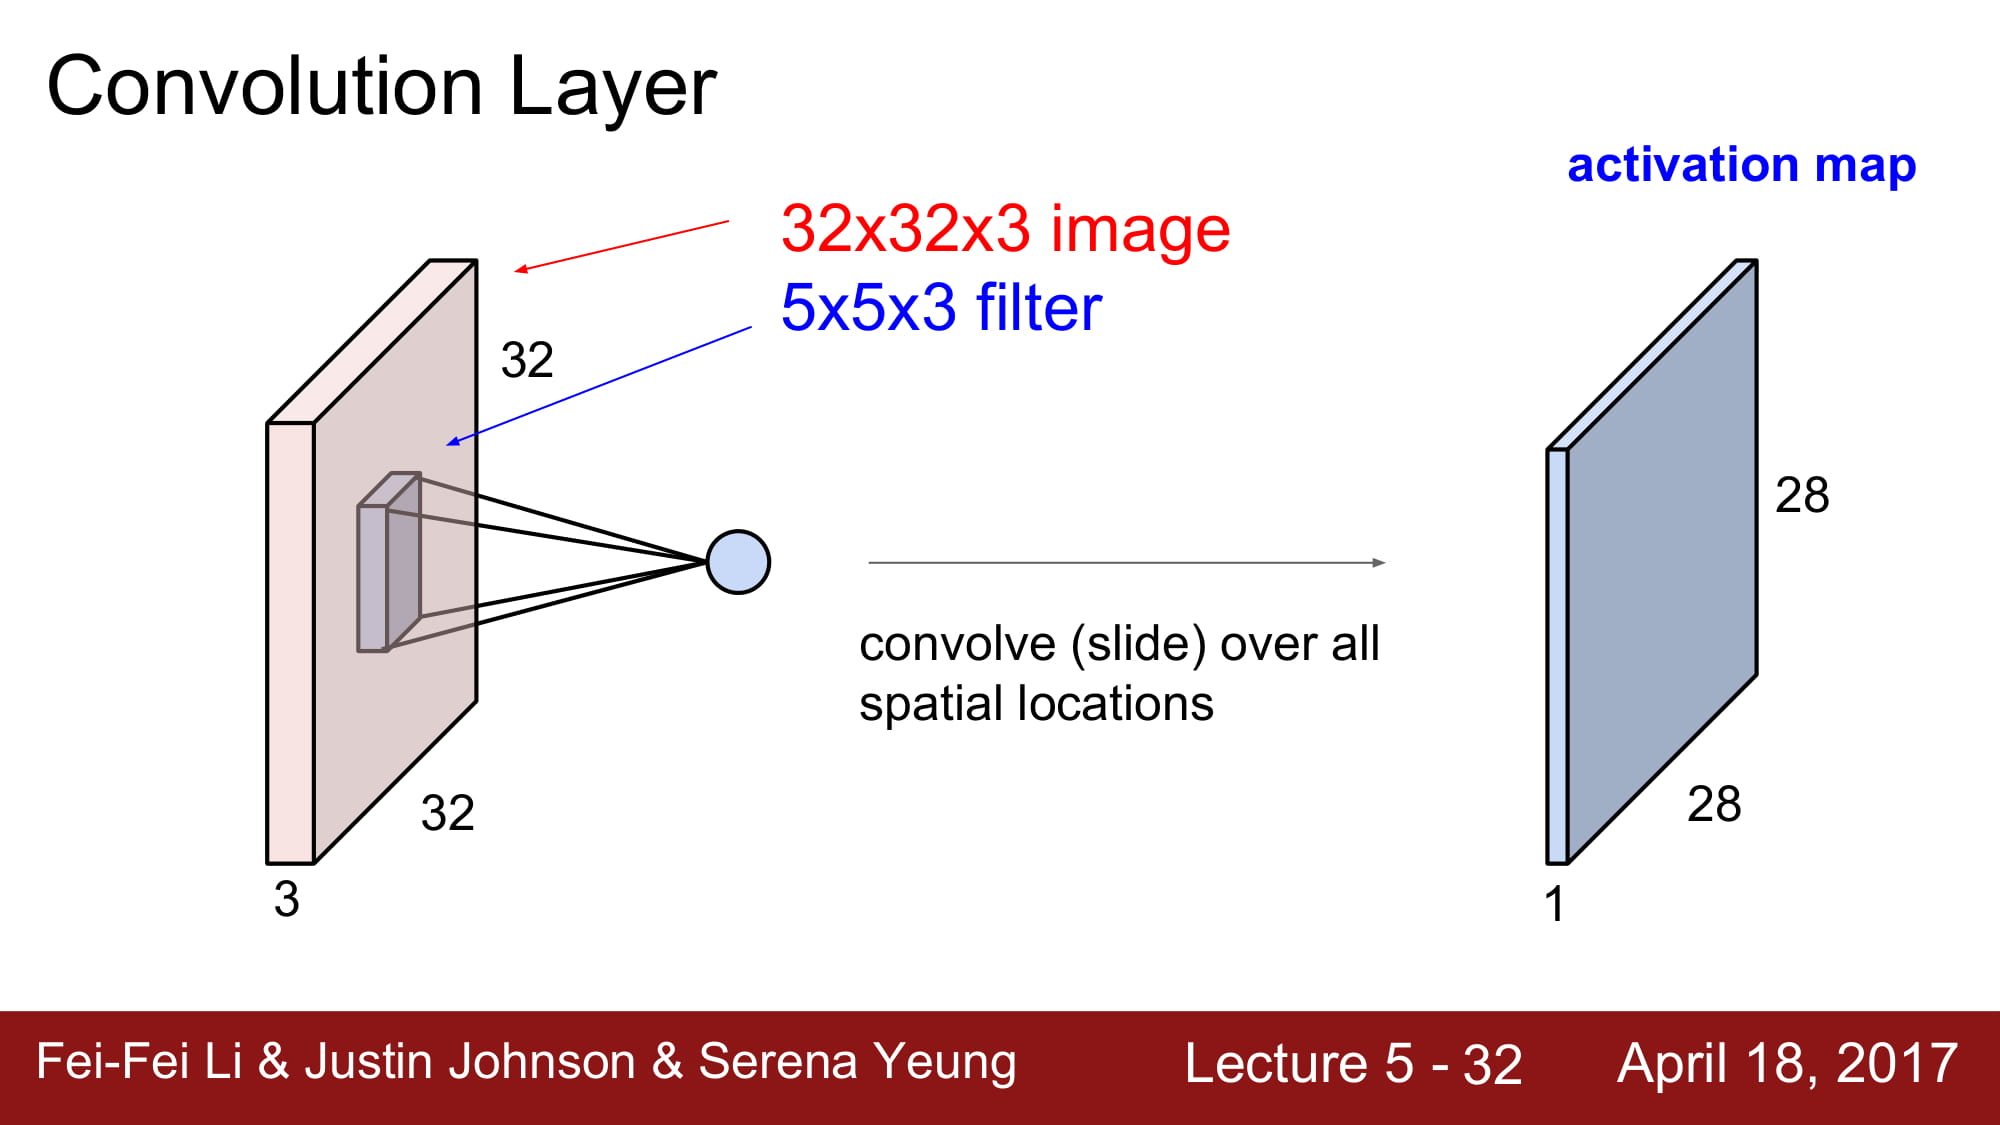 Convolution Layer
activation map
32x32x3 image
5x5x3 filter
32
32
3
convolve (slide) over all
spatial locations
28
28
1
Fei-Fei Li & Justin Johnson & Serena Yeung
Lecture 5 - 32
April 18, 2017